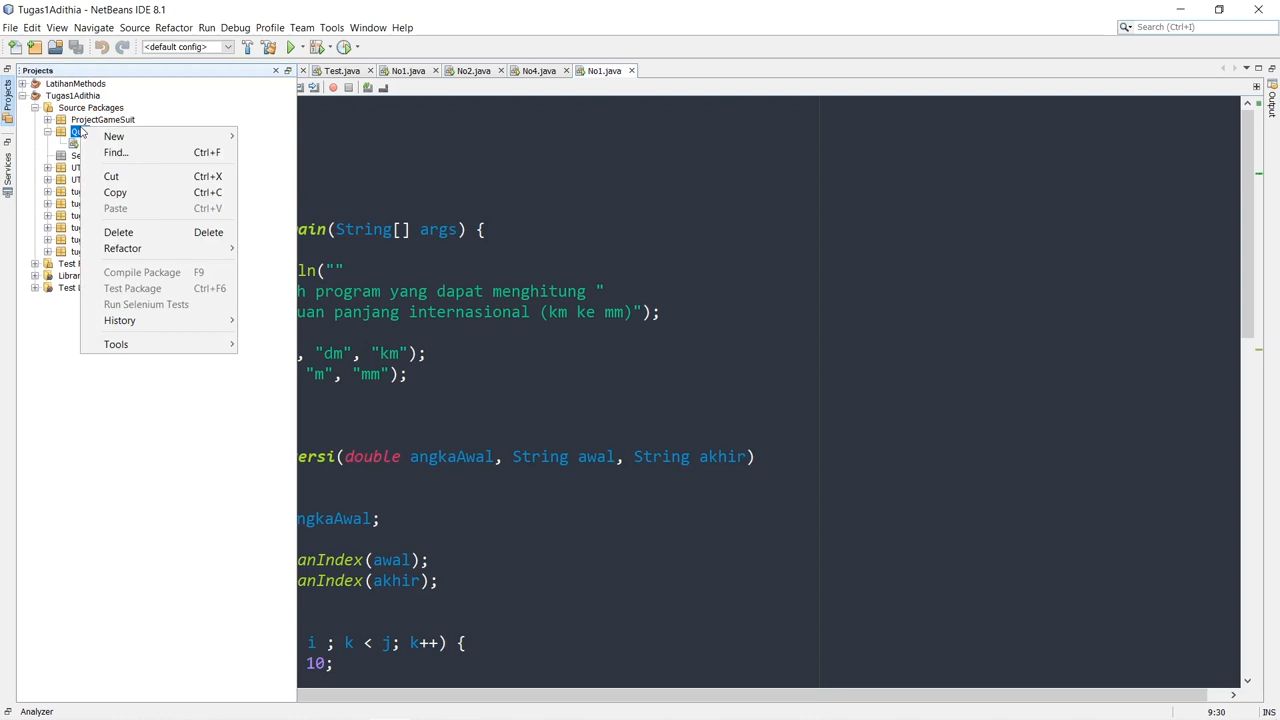 Tugas1Adithia - NetBeans IDE 8.1
File Edit View Navigate Source Refactor Run Debug Profile Team Tools Window Help
Search (Ctrl+I)
<default config>
Projects
Test.java
No1.java
No2.java
No4.java
No1.java
LatihanMethods
Tugas1Adithia
Source Packages
ProjectGameSuit
Test
Test
New
Find... Ctrl+F
Cut Ctrl+X
Copy Ctrl+C
Paste Ctrl+V
Delete Delete
Refactor
Compile Package F9
Test Package Ctrl+F6
Run Selenium Tests
History
Tools
Projects
Services
Output
ain(String[] args) {
ln(""
h program yang dapat menghitung "
uan panjang internasional (km ke mm)");
, "dm", "km");
"m", "mm");
ersi(double angkaAwal, String awal, String akhir)
ngkaAwal;
anIndex(awal);
anIndex(akhir);
i ; k < j; k++) {
10;
Analyzer
9:30
INS